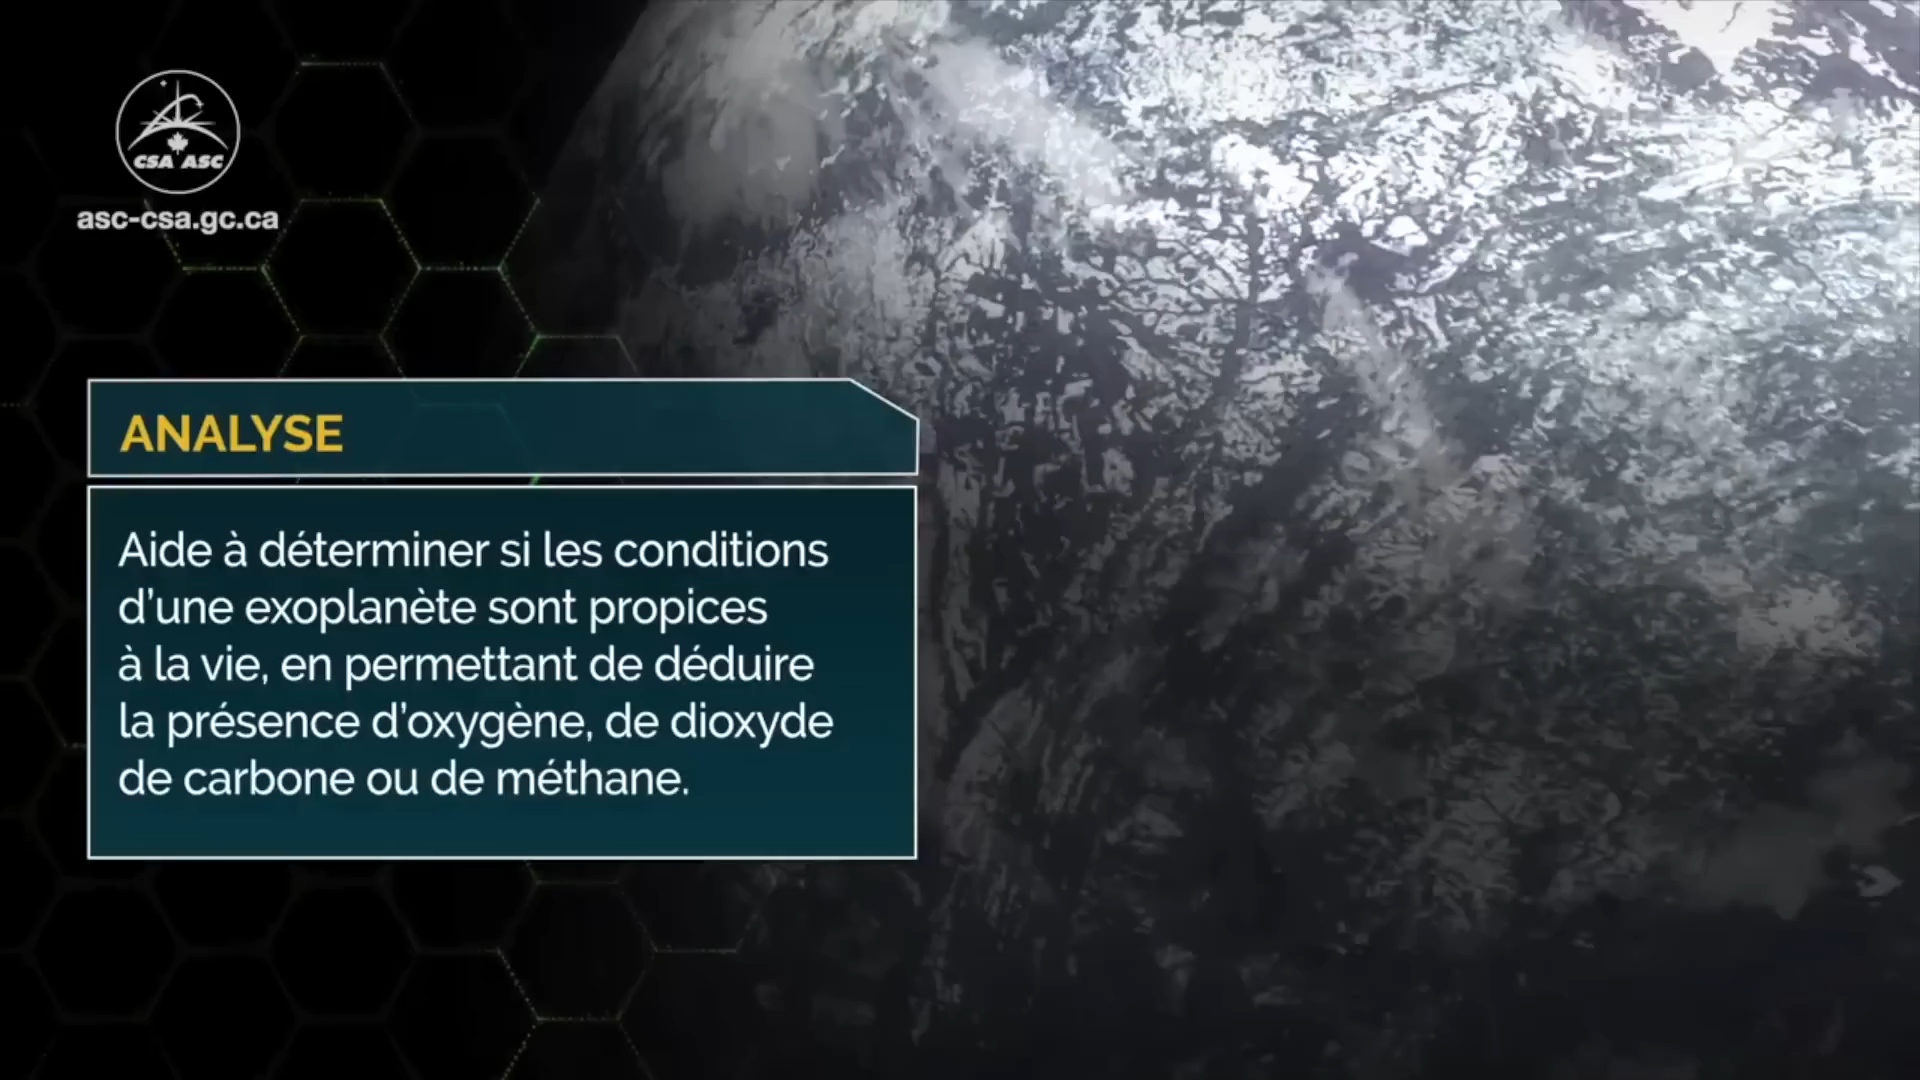 CSA ASC
asc-csa.gc.ca
ANALYSE
Aide à déterminer si les conditions
d’une exoplanète sont propices
à la vie, en permettant de déduire
la présence d’oxygène, de dioxyde
de carbone ou de méthane.